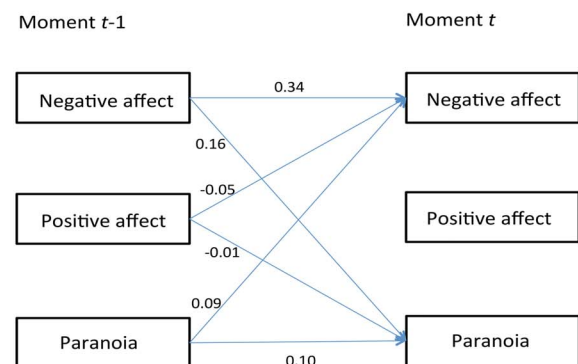 Moment t-1
Moment t
Negative affect
0.34
Negative affect
0.16
-0.05
Positive affect
Positive affect
-0.01
0.09
Paranoia
Paranoia
0.10